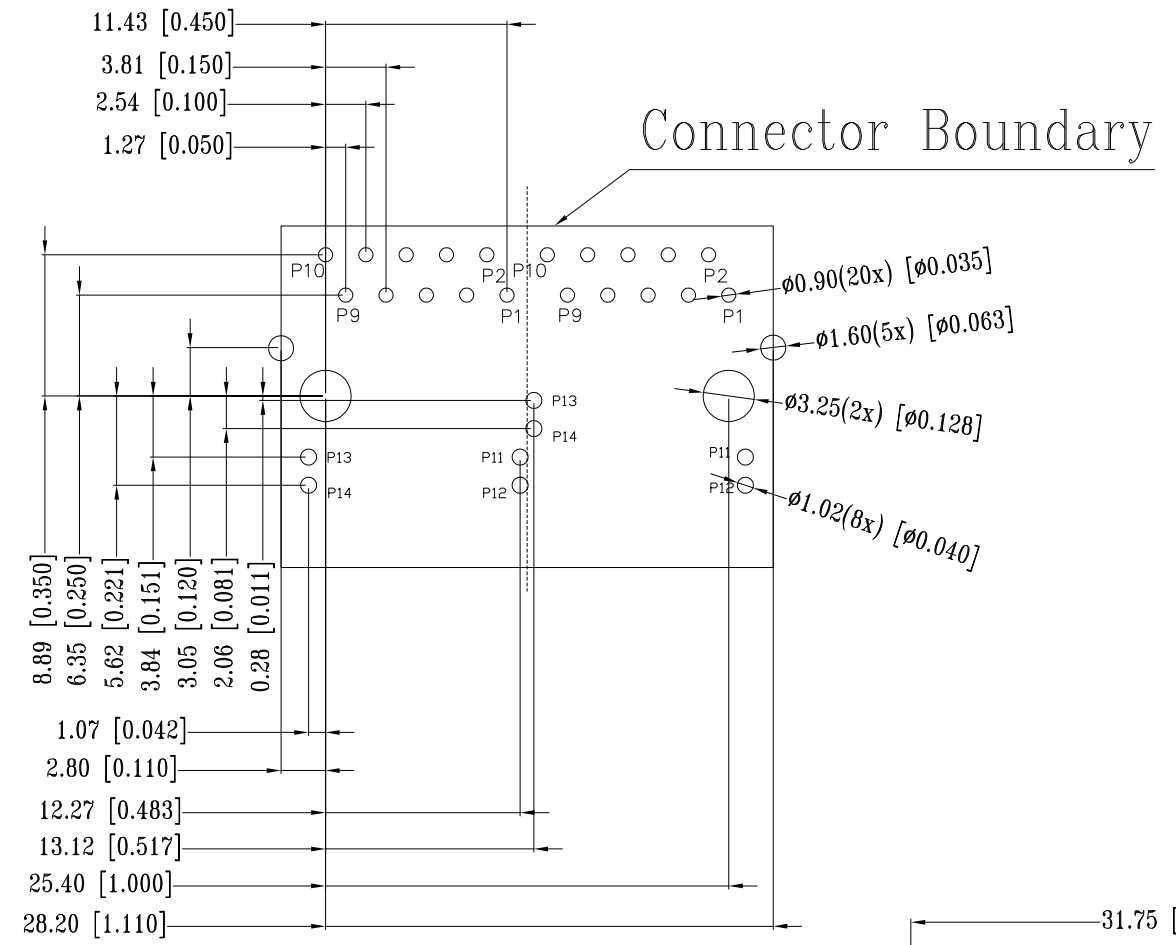 11.43 [0.450]
3.81 [0.150]
2.54 [0.100]
1.27 [0.050]
Connector Boundary
P10
P2
P10
P2
P9
P1
P9
P1
ø0.90(20x) [ø0.035]
ø1.60(5x) [ø0.063]
ø3.25(2x) [ø0.128]
ø1.02(8x) [ø0.040]
P13
P14
P13
P11
P11
P14
P12
P12
8.89 [0.350]
6.35 [0.250]
5.62 [0.221]
3.84 [0.151]
3.05 [0.120]
2.06 [0.081]
0.28 [0.011]
1.07 [0.042]
2.80 [0.110]
12.27 [0.483]
13.12 [0.517]
25.40 [1.000]
28.20 [1.110]
31.75 [